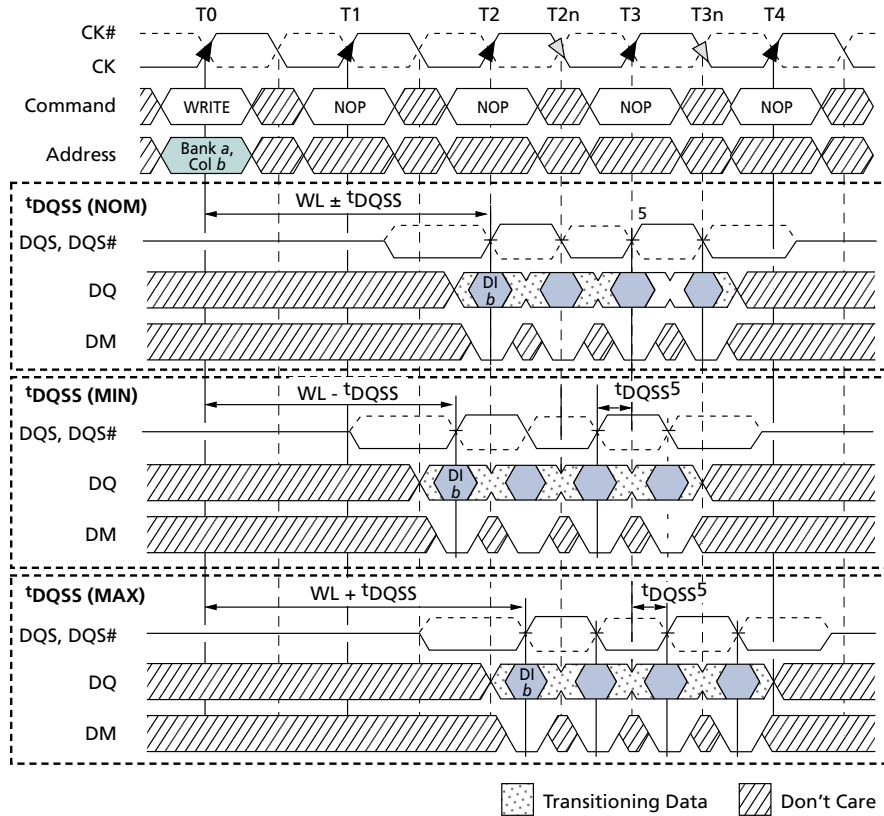 T0 T1 T2 T2n T3 T3n T4
CK#
CK
Command WRITE NOP NOP NOP NOP
Address Bank a,
Col b
tDQSS (NOM) WL ± tDQSS
5
DQS, DQS#
DQ DI
b
DM
tDQSS (MIN) WL - tDQSS tDQSS5
DQS, DQS#
DQ DI
b
DM
tDQSS (MAX) WL + tDQSS tDQSS5
DQS, DQS#
DQ DI
b
DM
Transitioning Data Don't Care